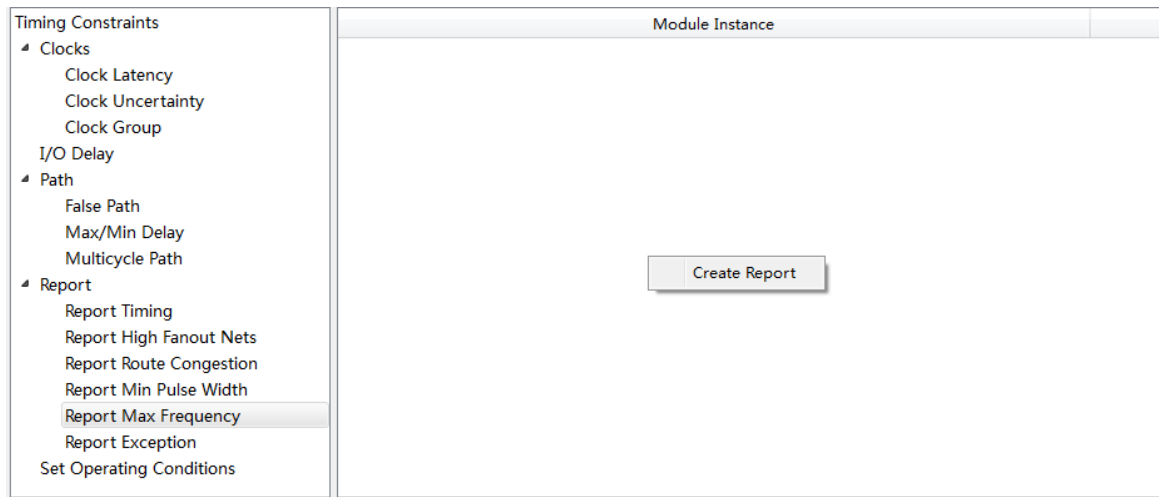 Timing Constraints
Clocks
Clock Latency
Clock Uncertainty
Clock Group
I/O Delay
Path
False Path
Max/Min Delay
Multicycle Path
Report
Report Timing
Report High Fanout Nets
Report Route Congestion
Report Min Pulse Width
Report Max Frequency
Report Exception
Set Operating Conditions
Module Instance
Create Report